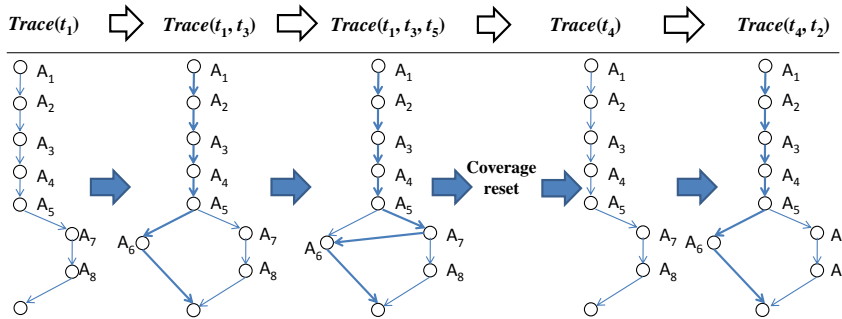 Trace(t1) Trace(t1, t3) Trace(t1, t3, t5) Trace(t4) Trace(t4, t2)
A1 A1 A1 A1 A1
A2 A2 A2 A2 A2
A3 A3 A3 A3 A3
Coverage
reset
A4 A4 A4 A4 A4
A5 A5 A5 A5 A5
A7 A6 A7 A6 A7 A7 A6 A
A8 A8 A8 A8 A